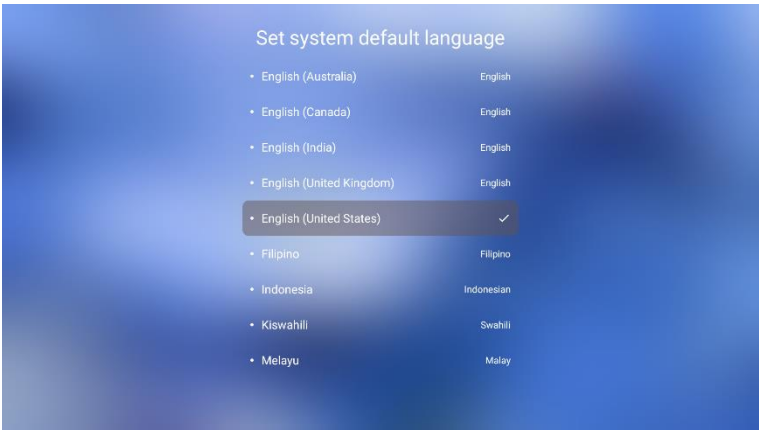 Set system default language
• English (Australia) English
• English (Canada) English
• English (India) English
• English (United Kingdom) English
• English (United States) ✓
• Filipino Filipino
• Indonesia Indonesian
• Kiswahili Swahili
• Melayu Malay